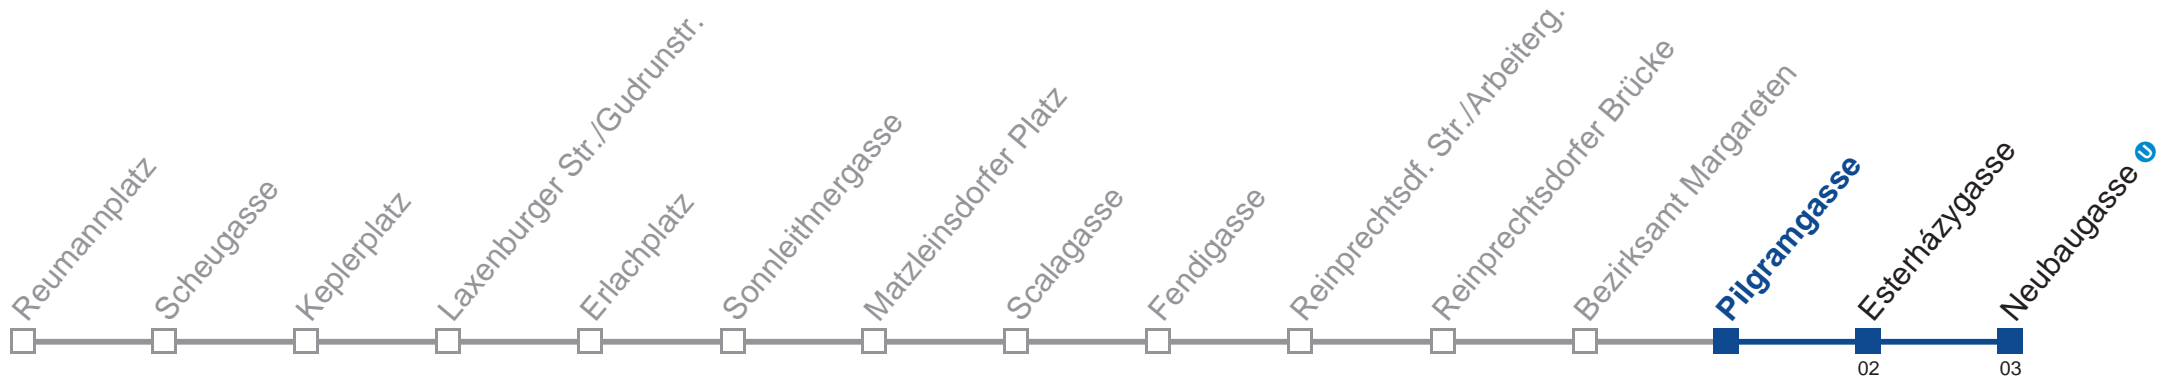 Reumannplatz
Scheugasse
Keplerplatz
Laxenburger Str./Gudrunstr.
Erlachplatz
Sonnleithnergasse
Matzleinsdorfer Platz
Scalagasse
Fendigasse
Reinprechtsdf. Str./Arbeiterg.
Reinprechtsdorfer Brücke
Bezirksamt Margareten
Pilgramgasse
Esterházygasse
Neubaugasse U
02
03